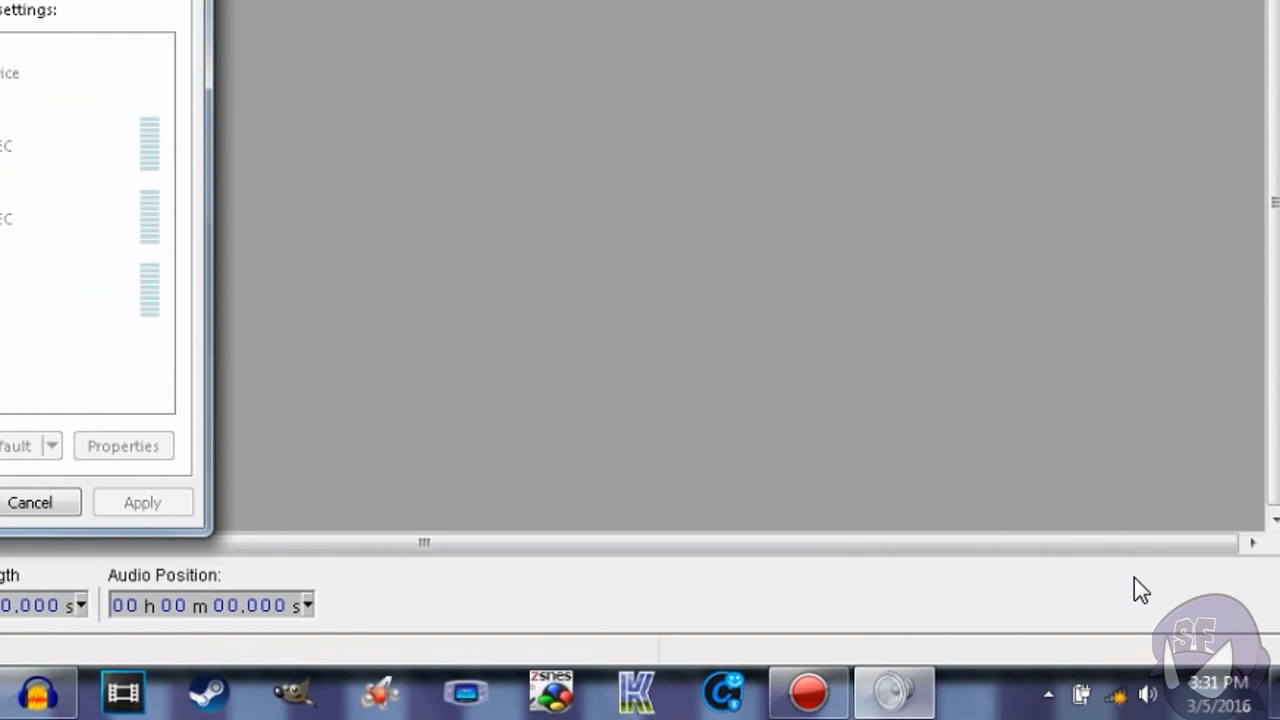 settings:
ice
EC
EC
fault
Properties
Cancel
Apply
gth
Audio Position:
0.000 s
00 h 00 m 00.000 s
ZSNES
K
SF
3:31 PM
3/5/2016